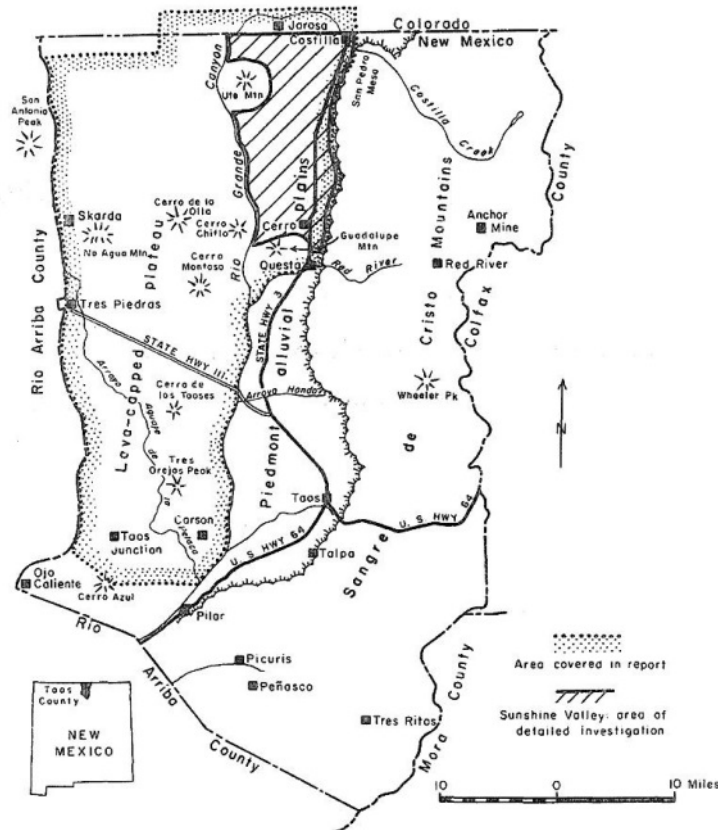 Colorado
New Mexico
Jarosa
Costilla
Canyon
Ute Mtn
San Pedro
Mesa
Costilla
Creek
San
Antonio
Peak
Grande
plains
Mountains
County
Skarda
Cerro de la
Olla
Cerro
Chiflo
Cerro
Anchor
Mine
No Agua Mtn
plateau
Cerro
Montoso
Guadalupe
Mtn
Questa
Red River
Red River
Rio
Rio Arriba County
Tres Piedras
STATE HWY III
STATE HWY 3
alluvial
Cristo
Colfax
Lava-capped
Arroyo
Aguaje
de
la
Petaca
Cerro de
los Taoses
Arroyo Hondo
Wheeler Pk
N
Tres
Orejas Peak
Piedmont
de
Taos
U. S. HWY 64
U. S. HWY 64
Taos
Junction
Carson
Talpa
Sangre
Ojo
Caliente
Cerro Azul
Pilar
Rio
Arriba
County
Picuris
Peñasco
Tres Ritos
Mora County
Taos
County
NEW
MEXICO
Area covered in report
Sunshine Valley: area of
detailed investigation
10 0 10 Miles